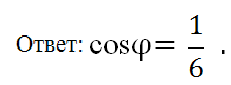 Ответ: cosφ= 1/6 .